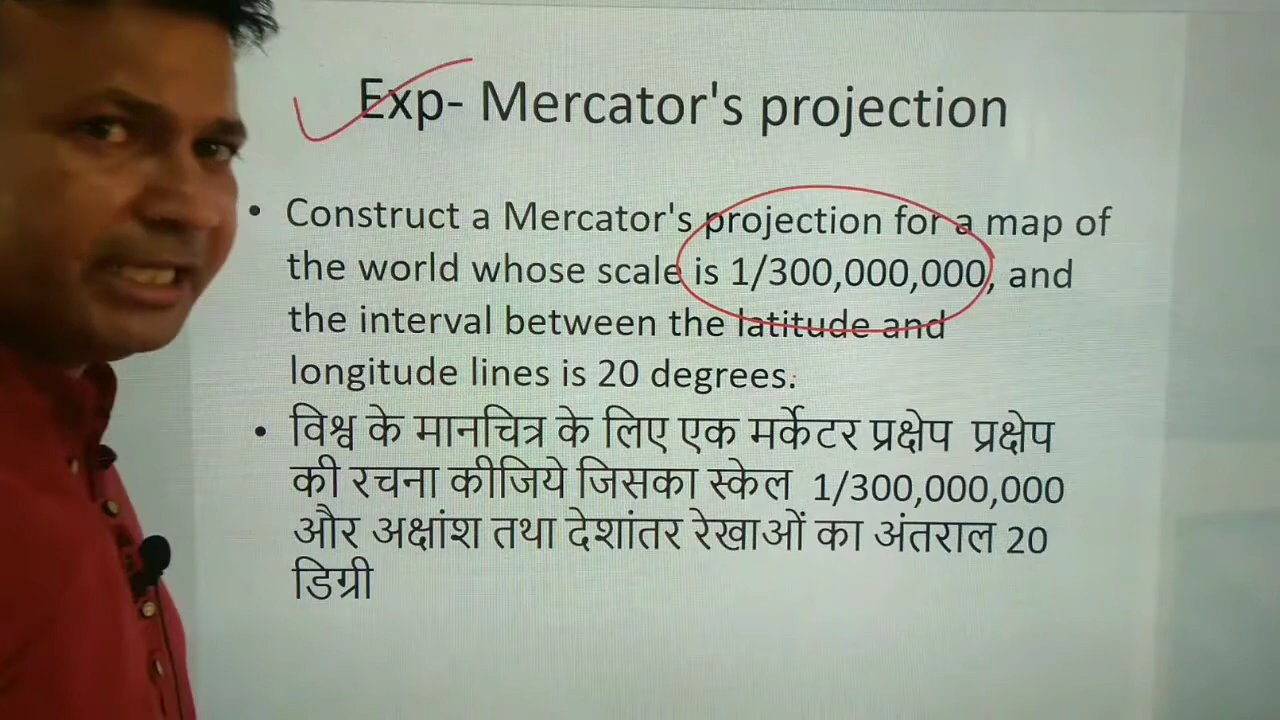 Exp- Mercator's projection
• Construct a Mercator's projection for a map of
the world whose scale is 1/300,000,000, and
the interval between the latitude and
longitude lines is 20 degrees.
• विश्व के मानचित्र के लिए एक मर्केटर प्रक्षेप प्रक्षेप
की रचना कीजिये जिसका स्केल 1/300,000,000
और अक्षांश तथा देशांतर रेखाओं का अंतराल 20
डिग्री